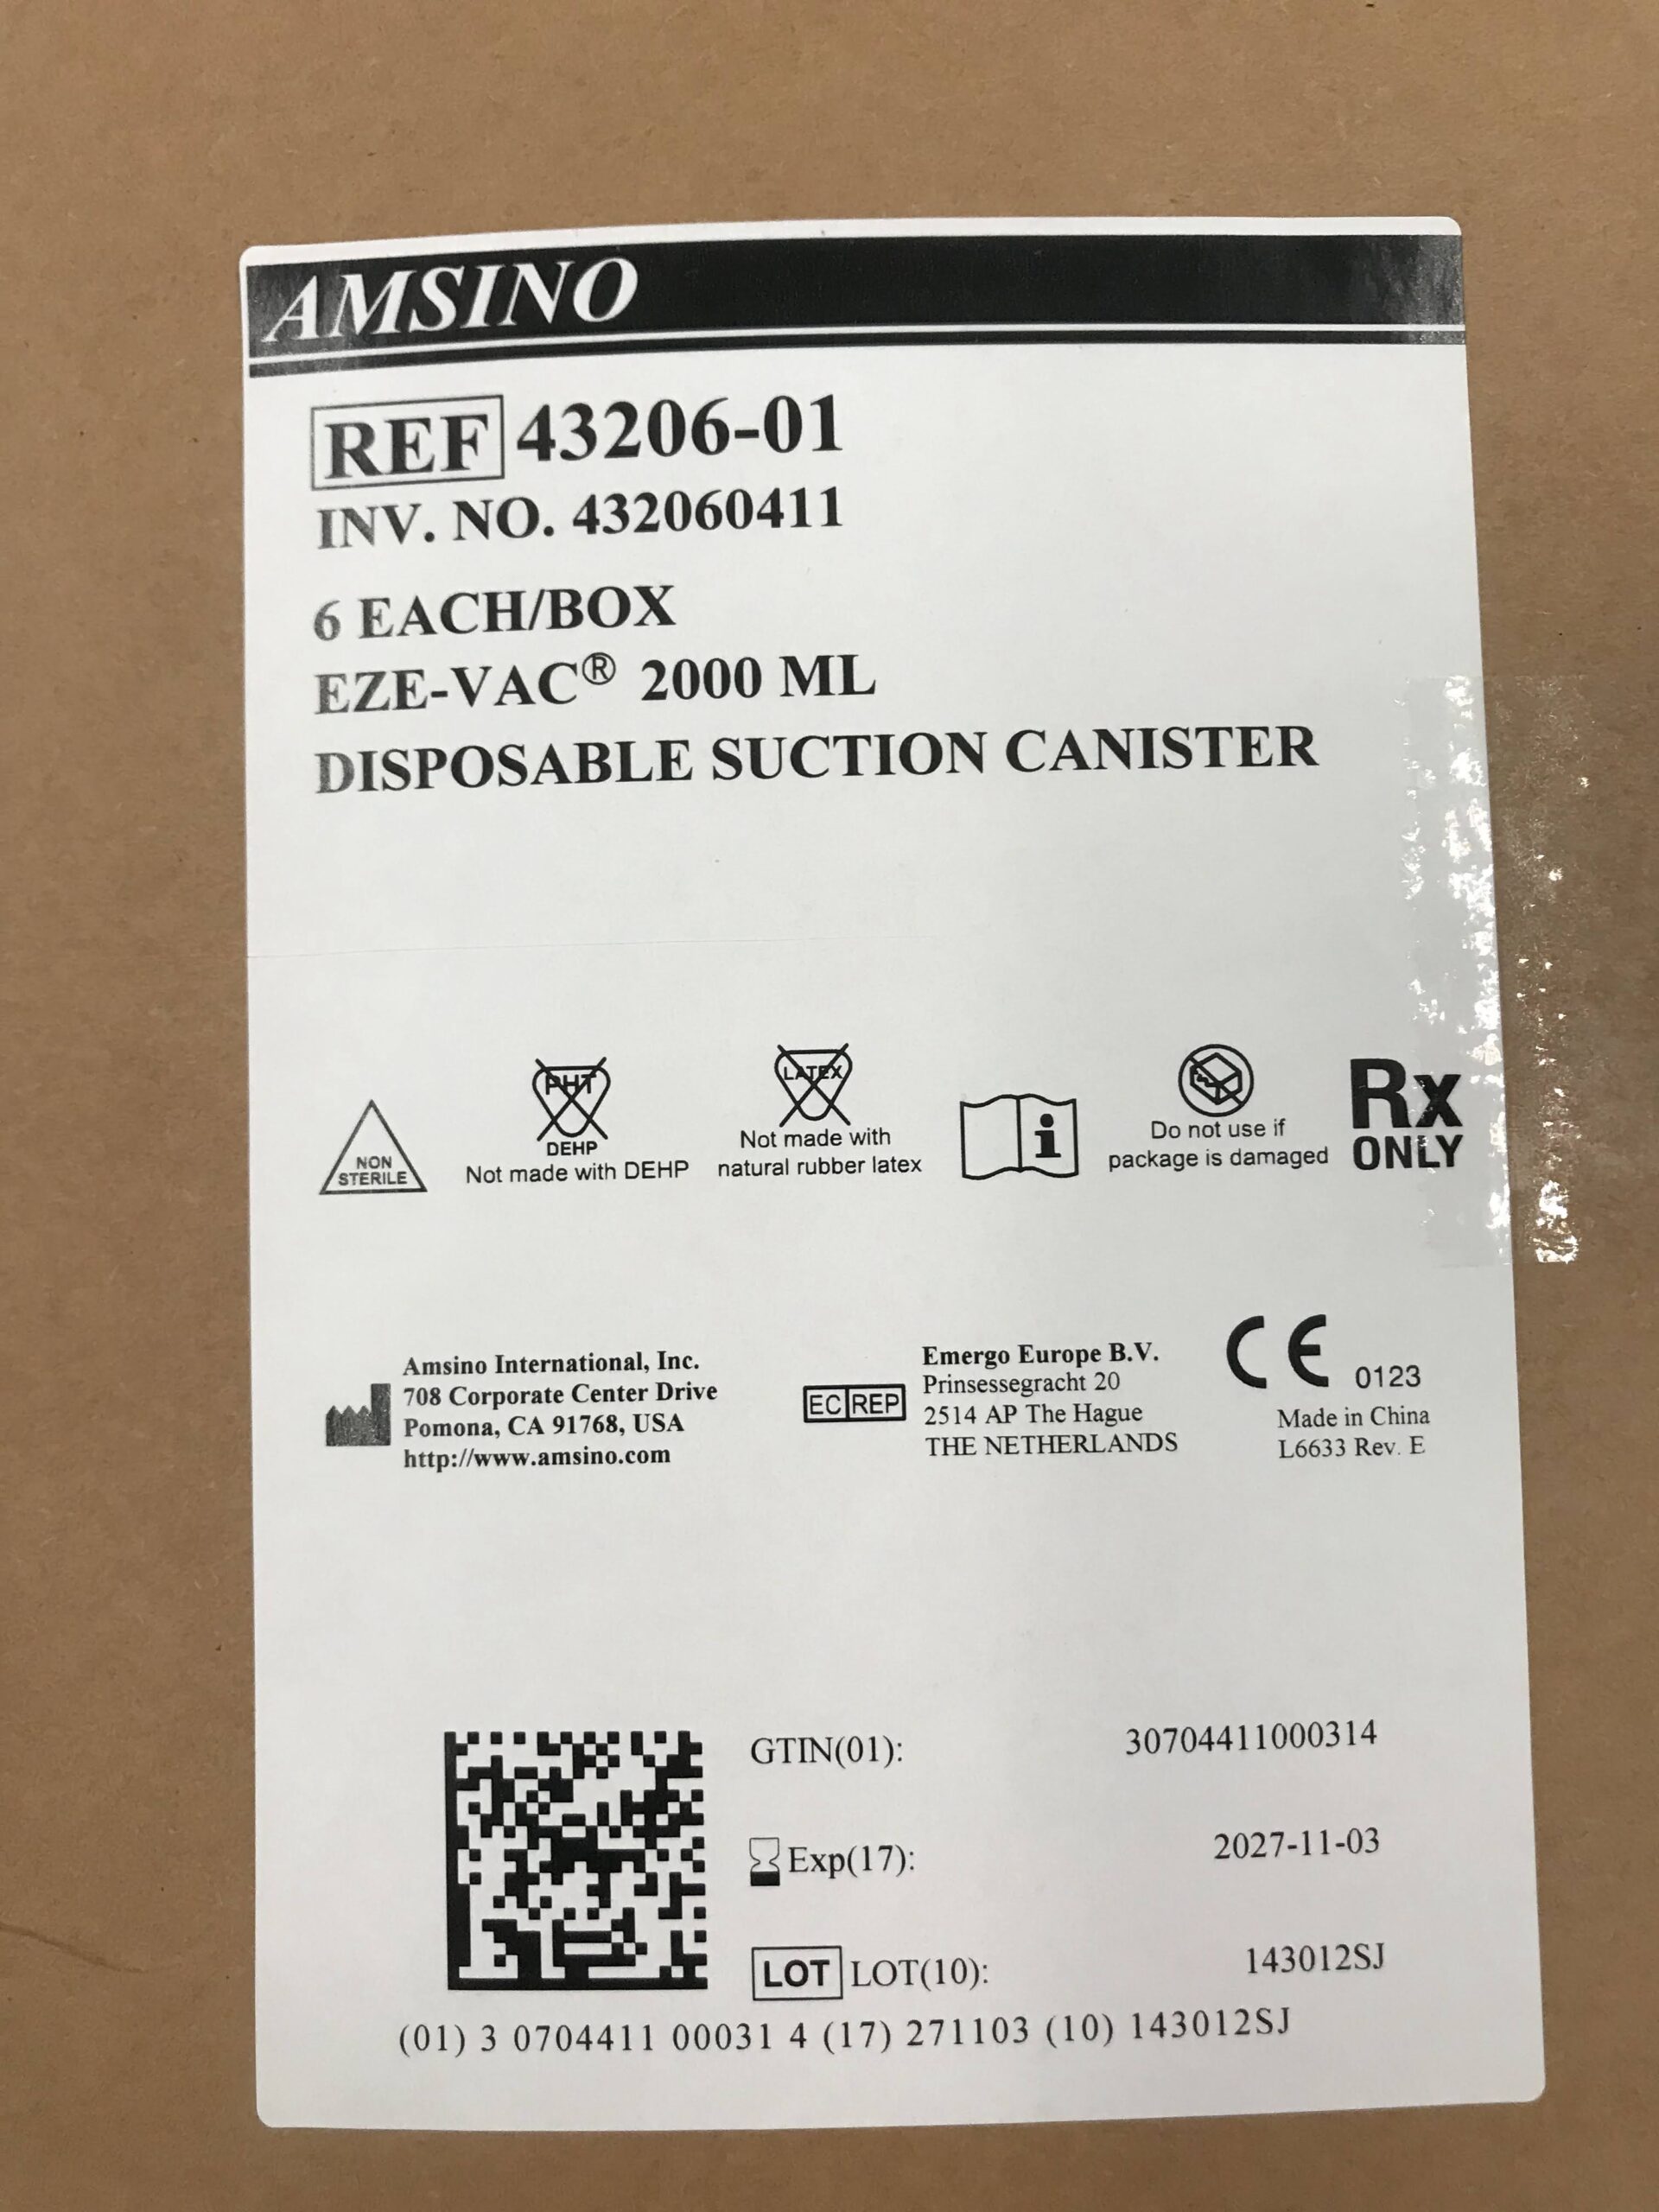 AMSINO
REF 43206-01
INV. NO. 432060411
6 EACH/BOX
EZE-VAC® 2000 ML
DISPOSABLE SUCTION CANISTER
NON
STERILE
PHT
DEHP
Not made with DEHP
LATEX
Not made with
natural rubber latex
i
Do not use if
package is damaged
Rx
ONLY
Amsino International, Inc.
708 Corporate Center Drive
Pomona, CA 91768, USA
http://www.amsino.com
EC REP
Emergo Europe B.V.
Prinsessegracht 20
2514 AP The Hague
THE NETHERLANDS
CE 0123
Made in China
L6633 Rev. E
GTIN(01): 30704411000314
Exp(17): 2027-11-03
LOT LOT(10): 143012SJ
(01) 3 0704411 00031 4 (17) 271103 (10) 143012SJ